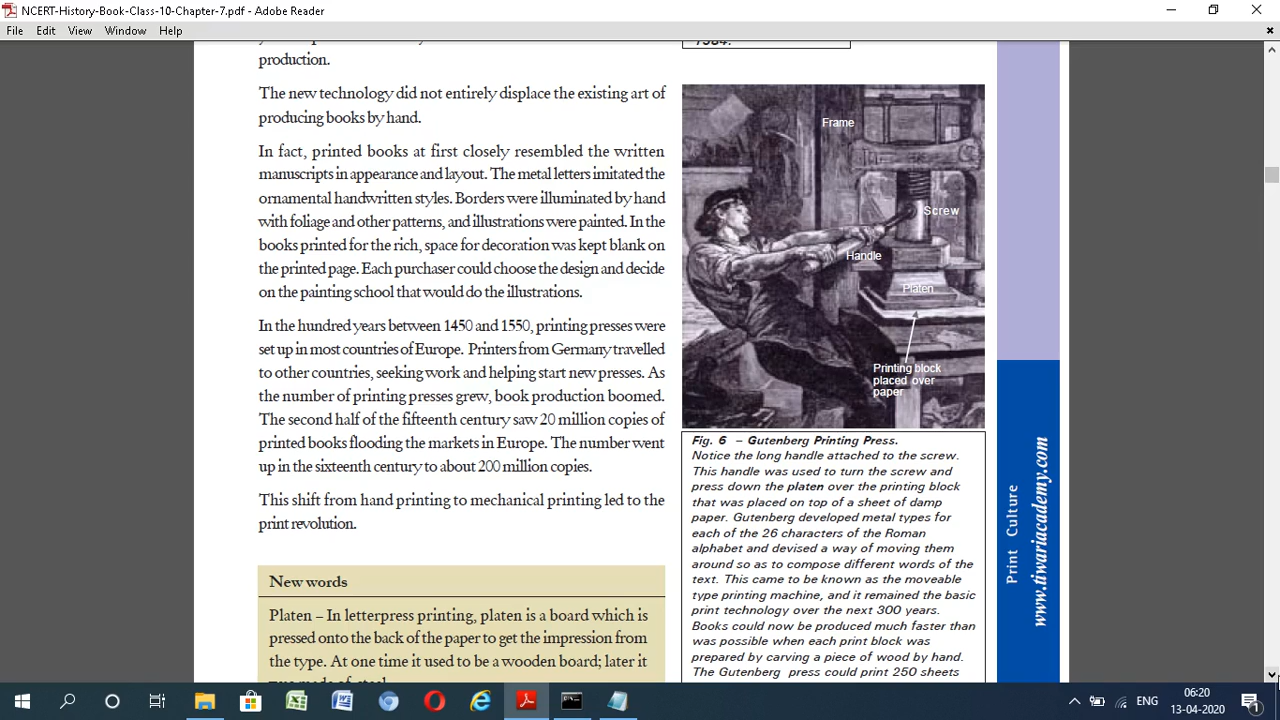 NCERT-History-Book-Class-10-Chapter-7.pdf - Adobe Reader
File Edit View Window Help
production.
The new technology did not entirely displace the existing art of
producing books by hand.
In fact, printed books at first closely resembled the written
manuscripts in appearance and layout. The metal letters imitated the
ornamental handwritten styles. Borders were illuminated by hand
with foliage and other patterns, and illustrations were painted. In the
books printed for the rich, space for decoration was kept blank on
the printed page. Each purchaser could choose the design and decide
on the painting school that would do the illustrations.
In the hundred years between 1450 and 1550, printing presses were
set up in most countries of Europe. Printers from Germany travelled
to other countries, seeking work and helping start new presses. As
the number of printing presses grew, book production boomed.
The second half of the fifteenth century saw 20 million copies of
printed books flooding the markets in Europe. The number went
up in the sixteenth century to about 200 million copies.
This shift from hand printing to mechanical printing led to the
print revolution.
New words
Platen – In letterpress printing, platen is a board which is
pressed onto the back of the paper to get the impression from
the type. At one time it used to be a wooden board; later it
Frame
Screw
Handle
Platen
Printing block
placed over
paper
Fig. 6 – Gutenberg Printing Press.
Notice the long handle attached to the screw.
This handle was used to turn the screw and
press down the platen over the printing block
that was placed on top of a sheet of damp
paper. Gutenberg developed metal types for
each of the 26 characters of the Roman
alphabet and devised a way of moving them
around so as to compose different words of the
text. This came to be known as the moveable
type printing machine, and it remained the basic
print technology over the next 300 years.
Books could now be produced much faster than
was possible when each print block was
prepared by carving a piece of wood by hand.
The Gutenberg press could print 250 sheets
Print Culture
www.tiwariacademy.com
ENG
06:20
13-04-2020
1